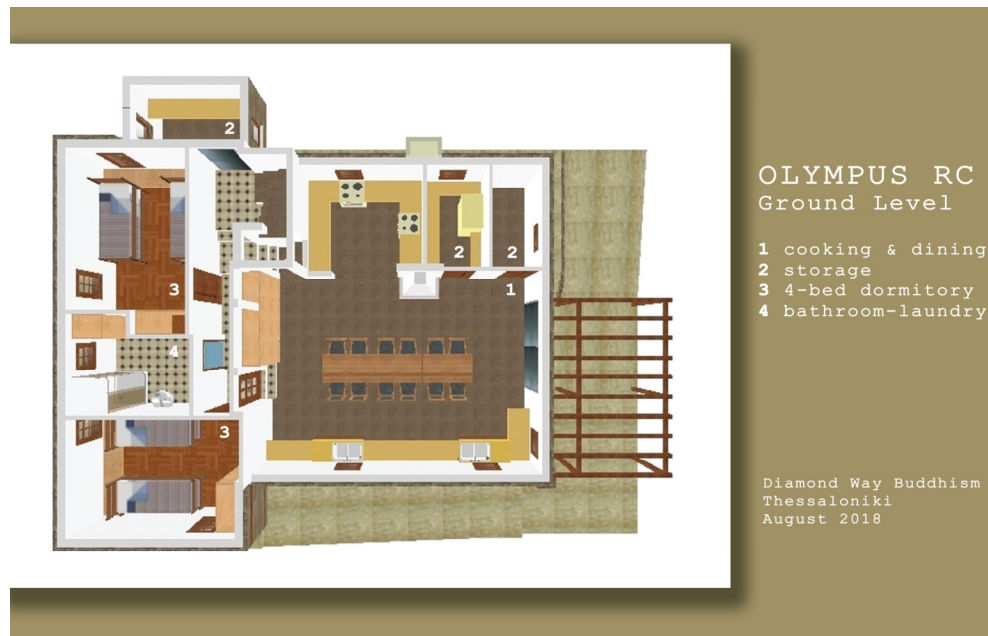 2
3
4
3
2
2
1
OLYMPUS RC
Ground Level
1 cooking & dining
2 storage
3 4-bed dormitory
4 bathroom-laundry
Diamond Way Buddhism
Thessaloniki
August 2018